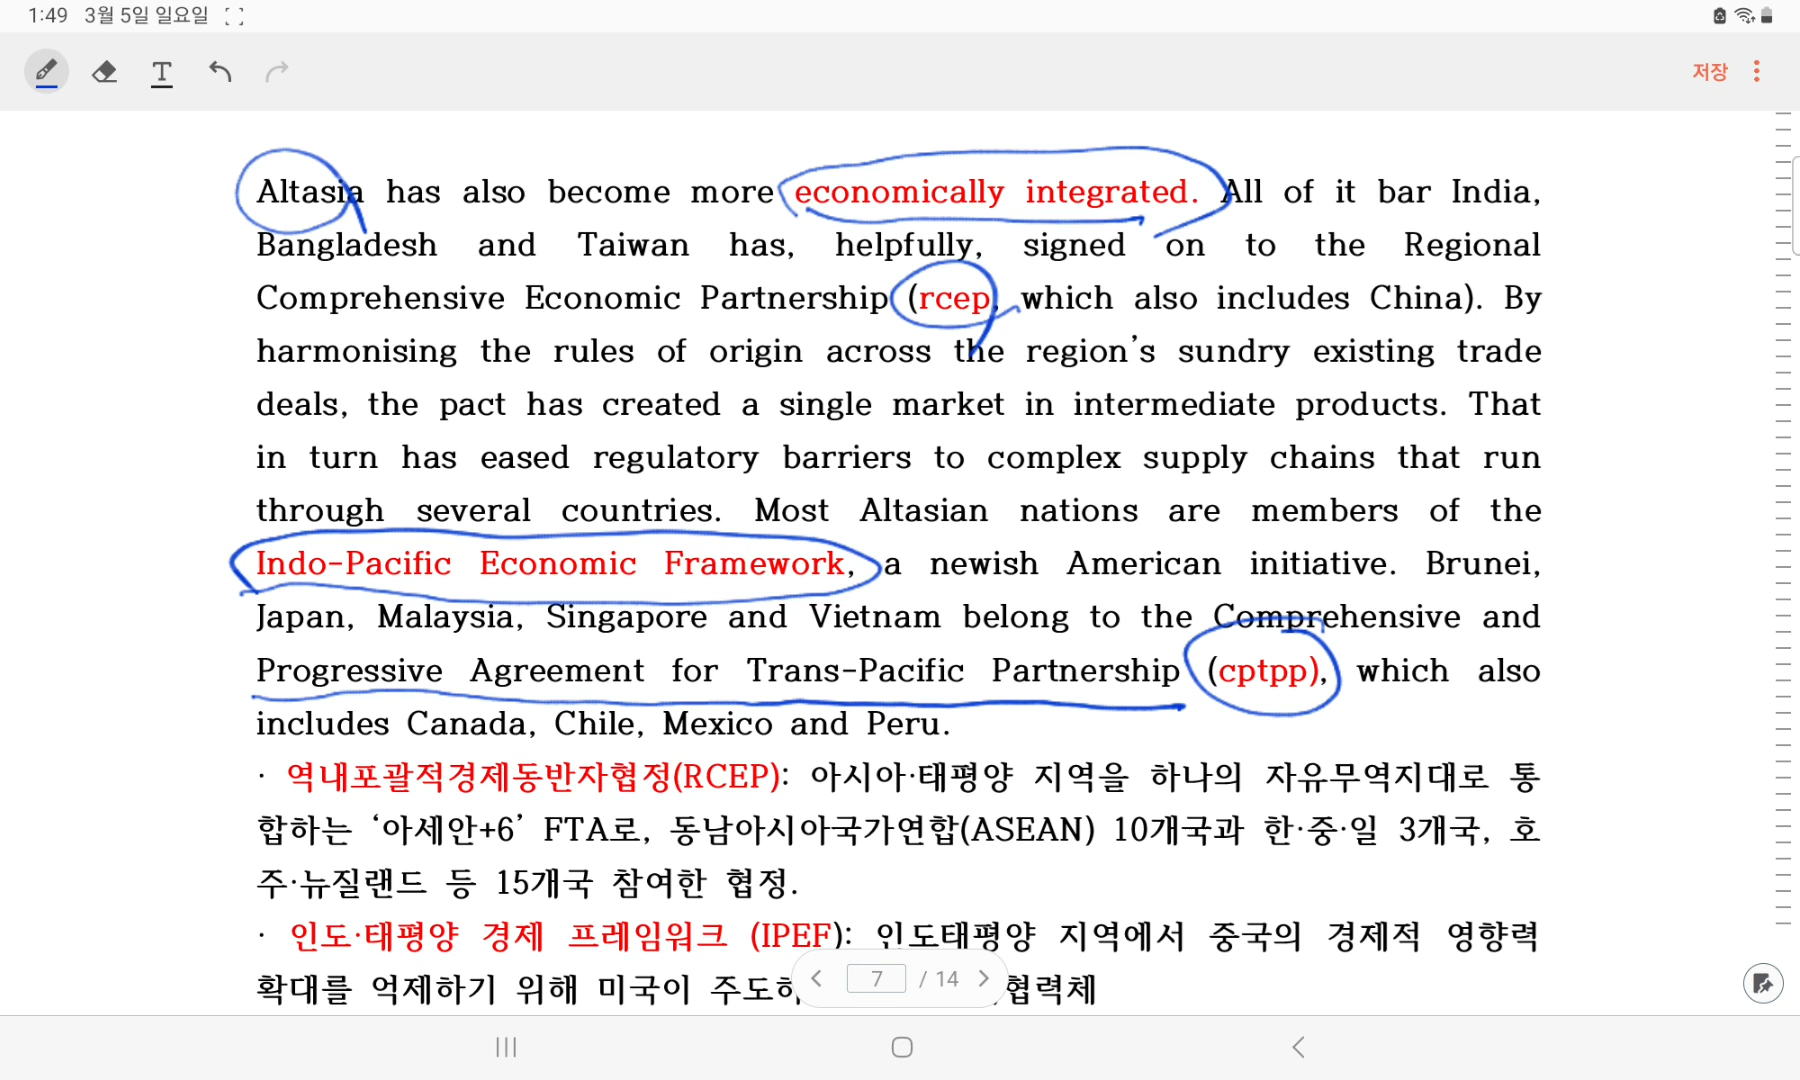 1:49 3월 5일 일요일
저장
Altasia has also become more economically integrated. All of it bar India,
Bangladesh and Taiwan has, helpfully, signed on to the Regional
Comprehensive Economic Partnership (rcep, which also includes China). By
harmonising the rules of origin across the region's sundry existing trade
deals, the pact has created a single market in intermediate products. That
in turn has eased regulatory barriers to complex supply chains that run
through several countries. Most Altasian nations are members of the
Indo-Pacific Economic Framework, a newish American initiative. Brunei,
Japan, Malaysia, Singapore and Vietnam belong to the Comprehensive and
Progressive Agreement for Trans-Pacific Partnership (cptpp), which also
includes Canada, Chile, Mexico and Peru.
· 역내포괄적경제동반자협정(RCEP): 아시아·태평양 지역을 하나의 자유무역지대로 통
합하는 ‘아세안+6’ FTA로, 동남아시아국가연합(ASEAN) 10개국과 한·중·일 3개국, 호
주·뉴질랜드 등 15개국 참여한 협정.
· 인도·태평양 경제 프레임워크 (IPEF): 인도태평양 지역에서 중국의 경제적 영향력
확대를 억제하기 위해 미국이 협력체
7 / 14